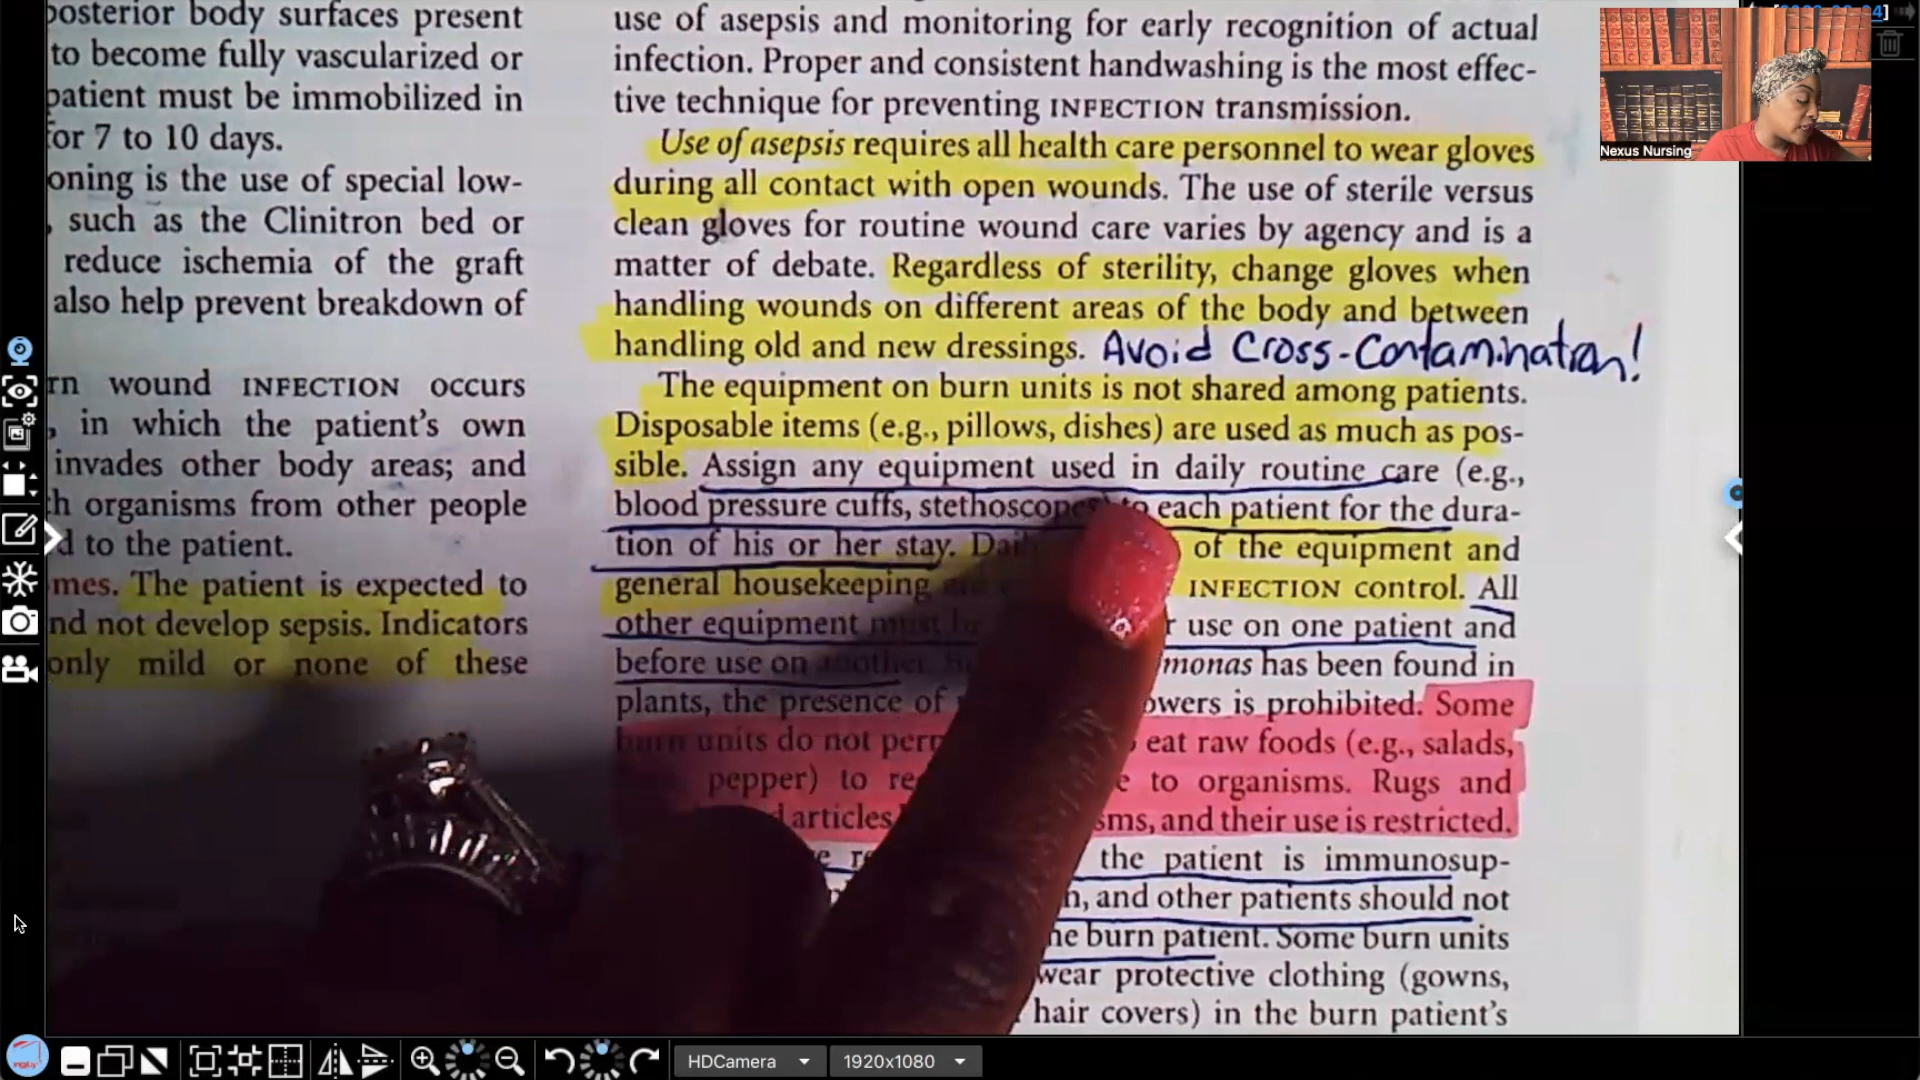 posterior body surfaces present
to become fully vascularized or
patient must be immobilized in
for 7 to 10 days.
oning is the use of special low-
, such as the Clinitron bed or
reduce ischemia of the graft
also help prevent breakdown of
rn wound INFECTION occurs
, in which the patient's own
invades other body areas; and
h organisms from other people
d to the patient.
mes. The patient is expected to
nd not develop sepsis. Indicators
only mild or none of these
use of asepsis and monitoring for early recognition of actual
infection. Proper and consistent handwashing is the most effec-
tive technique for preventing INFECTION transmission.
Use of asepsis requires all health care personnel to wear gloves
during all contact with open wounds. The use of sterile versus
clean gloves for routine wound care varies by agency and is a
matter of debate. Regardless of sterility, change gloves when
handling wounds on different areas of the body and between
handling old and new dressings. Avoid Cross-Contamination!
The equipment on burn units is not shared among patients.
Disposable items (e.g., pillows, dishes) are used as much as pos-
sible. Assign any equipment used in daily routine care (e.g.,
blood pressure cuffs, stethoscopes) to each patient for the dura-
tion of his or her stay. Dai of the equipment and
general housekeeping INFECTION control. All
other equipment must be r use on one patient and
before use on another. monas has been found in
plants, the presence of owers is prohibited. Some
burn units do not per eat raw foods (e.g., salads,
pepper) to re e to organisms. Rugs and
articles sms, and their use is restricted.
the patient is immunosup-
n, and other patients should not
he burn patient. Some burn units
wear protective clothing (gowns,
hair covers) in the burn patient's
Nexus Nursing
HDCamera
1920x1080